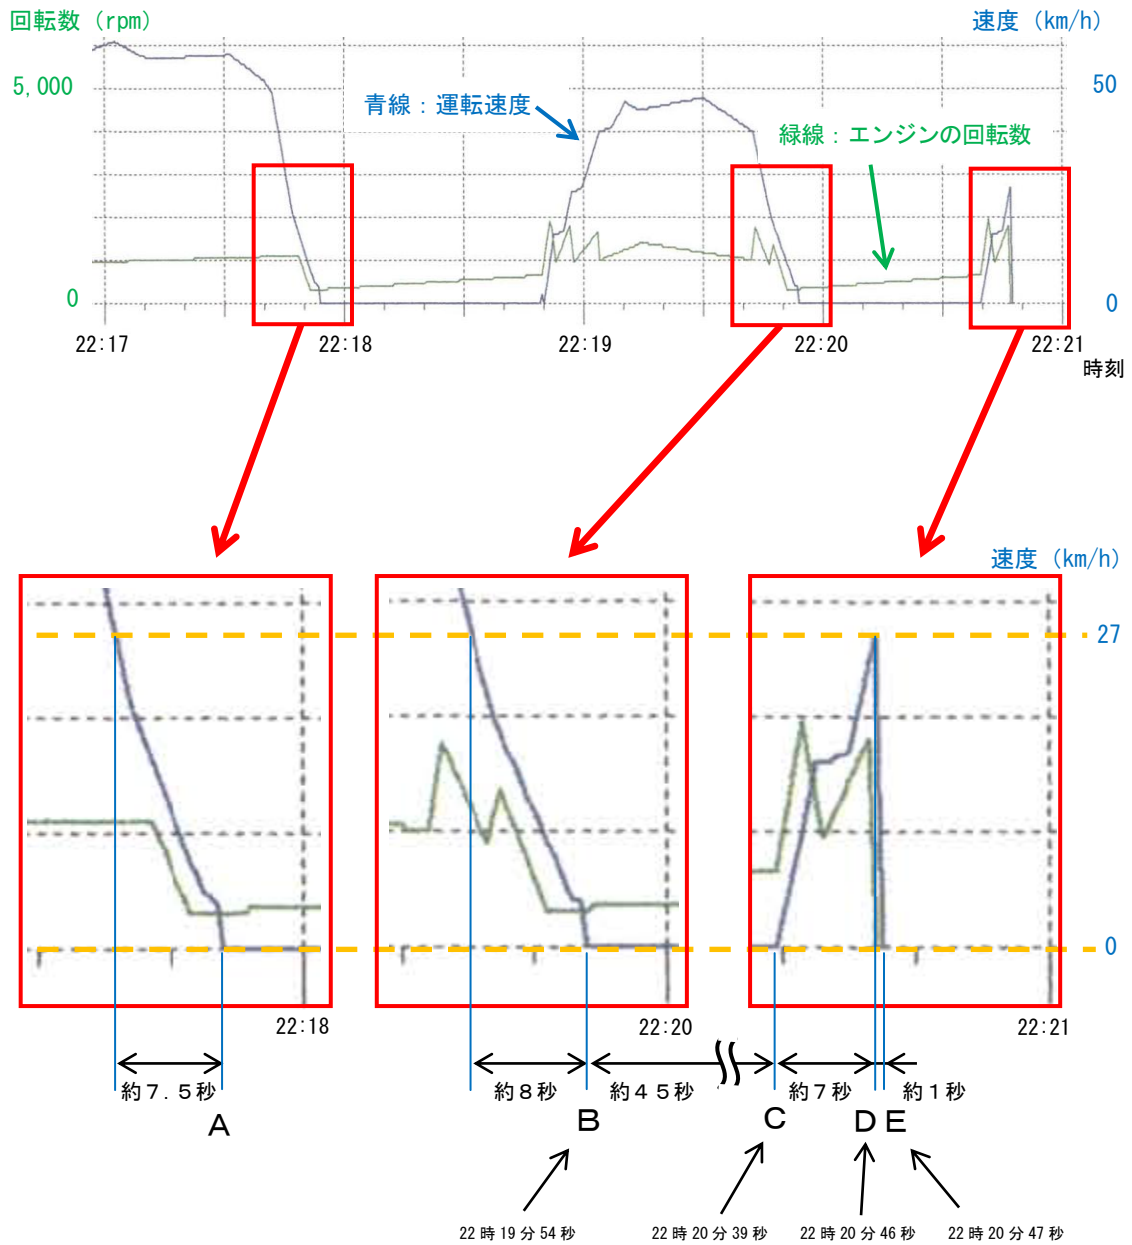 回転数（rpm）
速度（km/h）
5,000
50
青線：運転速度
緑線：エンジンの回転数
0
0
22:17
22:18
22:19
22:20
22:21
時刻
速度（km/h）
27
0
22:18
22:20
22:21
約７.５秒
約８秒
約４５秒
約７秒
約１秒
A
B
C
D
E
22時19分54秒
22時20分39秒
22時20分46秒
22時20分47秒